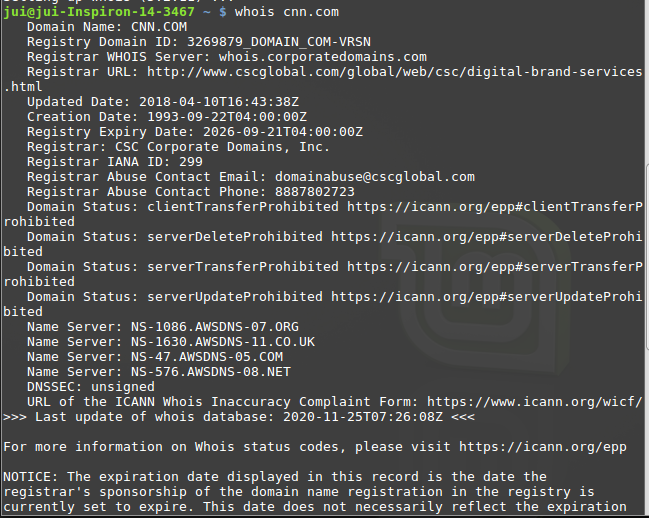 jui@jui-Inspiron-14-3467 ~ $ whois cnn.com
Domain Name: CNN.COM
Registry Domain ID: 3269879_DOMAIN_COM-VRSN
Registrar WHOIS Server: whois.corporatedomains.com
Registrar URL: http://www.cscglobal.com/global/web/csc/digital-brand-services
.html
Updated Date: 2018-04-10T16:43:38Z
Creation Date: 1993-09-22T04:00:00Z
Registry Expiry Date: 2026-09-21T04:00:00Z
Registrar: CSC Corporate Domains, Inc.
Registrar IANA ID: 299
Registrar Abuse Contact Email: domainabuse@cscglobal.com
Registrar Abuse Contact Phone: 8887802723
Domain Status: clientTransferProhibited https://icann.org/epp#clientTransferP
rohibited
Domain Status: serverDeleteProhibited https://icann.org/epp#serverDeleteProhi
bited
Domain Status: serverTransferProhibited https://icann.org/epp#serverTransferP
rohibited
Domain Status: serverUpdateProhibited https://icann.org/epp#serverUpdateProhi
bited
Name Server: NS-1086.AWSDNS-07.ORG
Name Server: NS-1630.AWSDNS-11.CO.UK
Name Server: NS-47.AWSDNS-05.COM
Name Server: NS-576.AWSDNS-08.NET
DNSSEC: unsigned
URL of the ICANN Whois Inaccuracy Complaint Form: https://www.icann.org/wicf/
>>> Last update of whois database: 2020-11-25T07:26:08Z <<<
For more information on Whois status codes, please visit https://icann.org/epp
NOTICE: The expiration date displayed in this record is the date the
registrar's sponsorship of the domain name registration in the registry is
currently set to expire. This date does not necessarily reflect the expiration